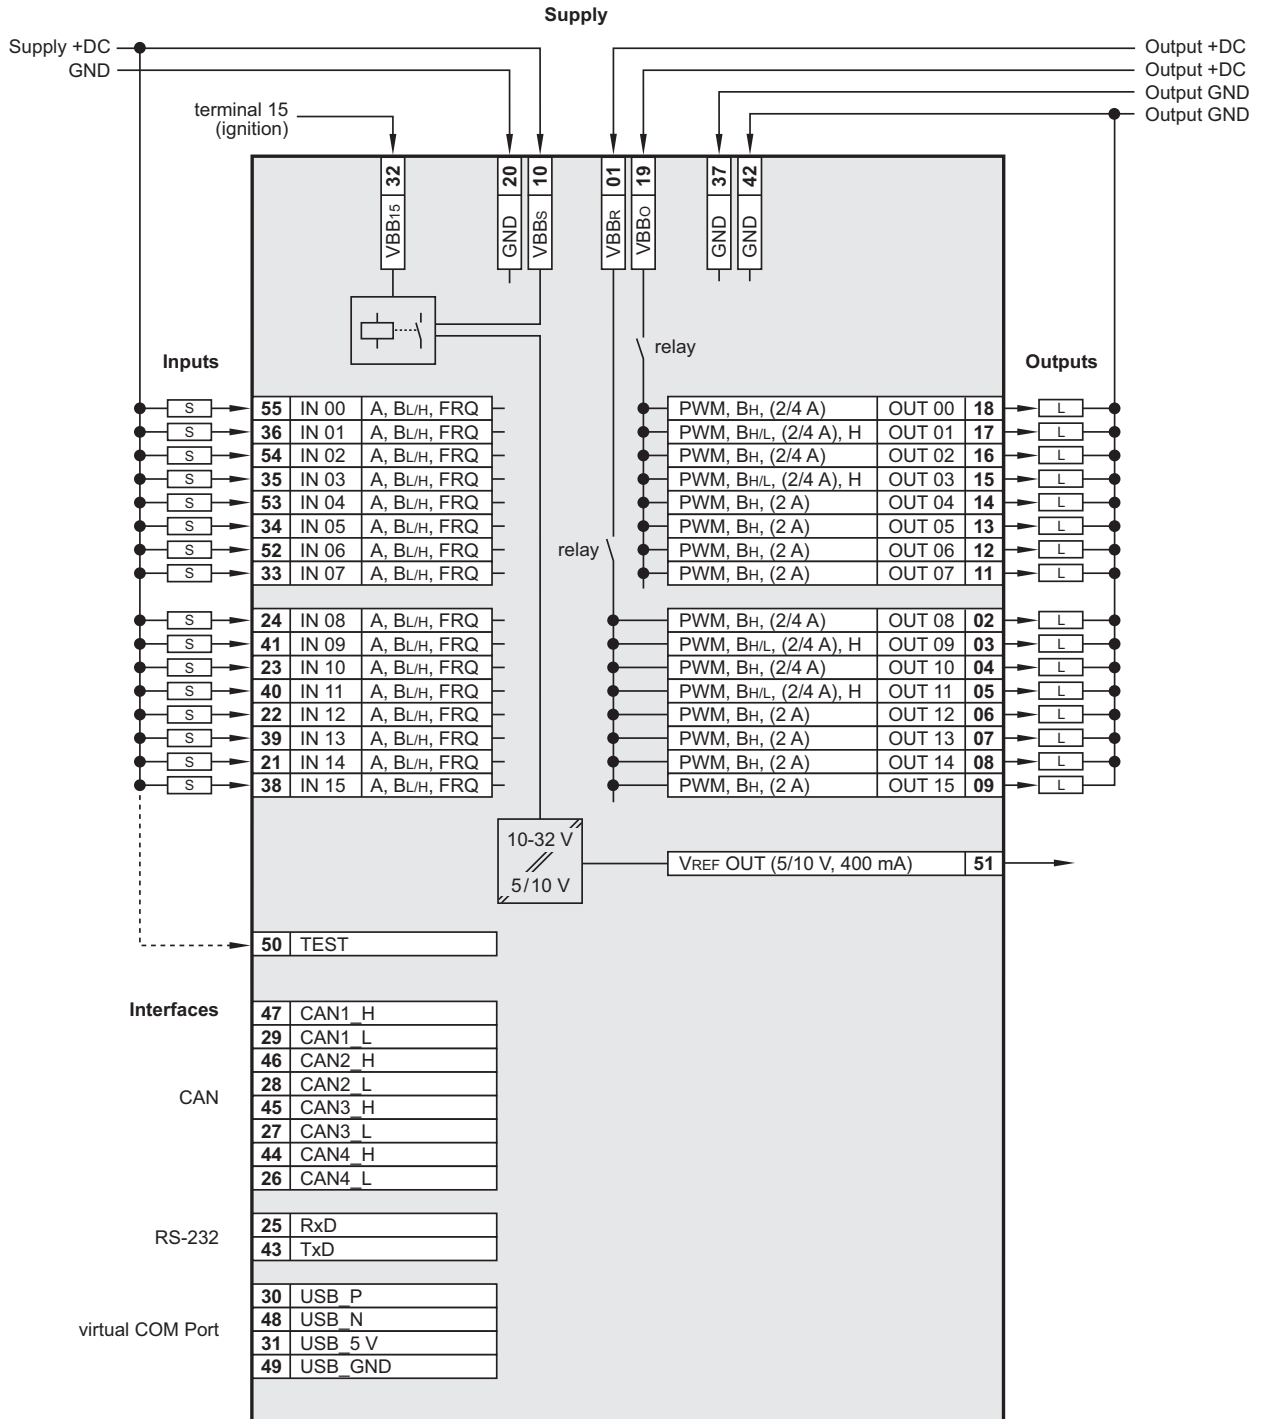 Supply
Supply +DC
Output +DC
GND
Output +DC
Output GND
terminal 15
(ignition)
Output GND
32 VBB15
20 GND
10 VBBS
01 VBBR
19 VBBO
37 GND
42 GND
relay
Inputs
Outputs
S 55 IN 00 A, BL/H, FRQ PWM, BH, (2/4 A) OUT 00 18 L
S 36 IN 01 A, BL/H, FRQ PWM, BH/L, (2/4 A), H OUT 01 17 L
S 54 IN 02 A, BL/H, FRQ PWM, BH, (2/4 A) OUT 02 16 L
S 35 IN 03 A, BL/H, FRQ PWM, BH/L, (2/4 A), H OUT 03 15 L
S 53 IN 04 A, BL/H, FRQ PWM, BH, (2 A) OUT 04 14 L
S 34 IN 05 A, BL/H, FRQ PWM, BH, (2 A) OUT 05 13 L
S 52 IN 06 A, BL/H, FRQ relay PWM, BH, (2 A) OUT 06 12 L
S 33 IN 07 A, BL/H, FRQ PWM, BH, (2 A) OUT 07 11 L
S 24 IN 08 A, BL/H, FRQ PWM, BH, (2/4 A) OUT 08 02 L
S 41 IN 09 A, BL/H, FRQ PWM, BH/L, (2/4 A), H OUT 09 03 L
S 23 IN 10 A, BL/H, FRQ PWM, BH, (2/4 A) OUT 10 04 L
S 40 IN 11 A, BL/H, FRQ PWM, BH/L, (2/4 A), H OUT 11 05 L
S 22 IN 12 A, BL/H, FRQ PWM, BH, (2 A) OUT 12 06 L
S 39 IN 13 A, BL/H, FRQ PWM, BH, (2 A) OUT 13 07 L
S 21 IN 14 A, BL/H, FRQ PWM, BH, (2 A) OUT 14 08 L
S 38 IN 15 A, BL/H, FRQ PWM, BH, (2 A) OUT 15 09 L
10-32 V
5/10 V
VREF OUT (5/10 V, 400 mA) 51
50 TEST
Interfaces
47 CAN1_H
29 CAN1_L
46 CAN2_H
28 CAN2_L
CAN
45 CAN3_H
27 CAN3_L
44 CAN4_H
26 CAN4_L
RS-232
25 RxD
43 TxD
virtual COM Port
30 USB_P
48 USB_N
31 USB_5 V
49 USB_GND